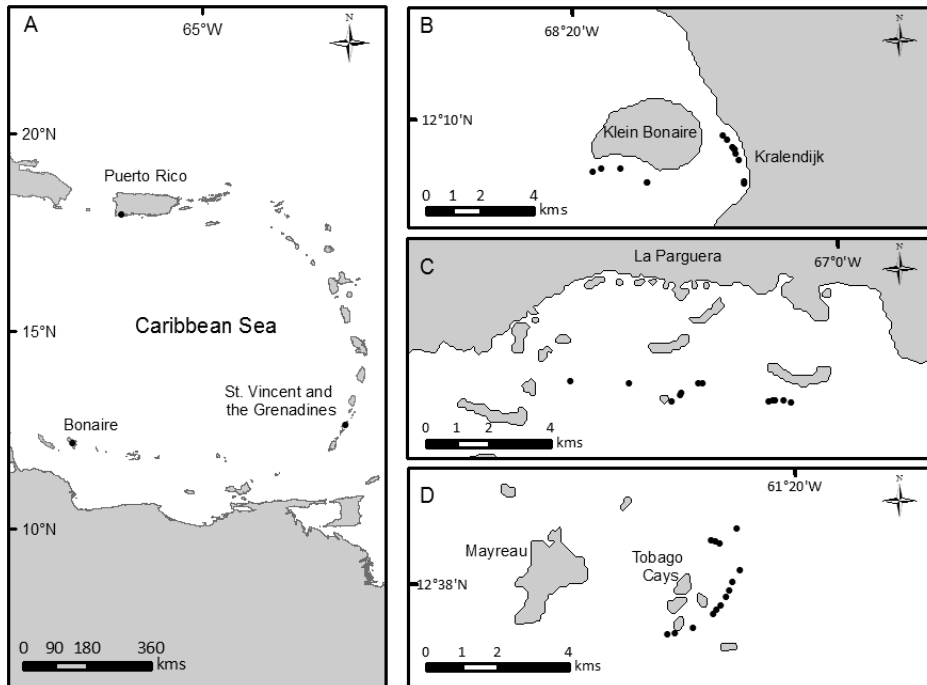 A
65°W
N
20°N
Puerto Rico
15°N
Caribbean Sea
St. Vincent and
the Grenadines
Bonaire
10°N
0 90 180 360
kms
B
68°20'W
N
12°10'N
Klein Bonaire
Kralendijk
0 1 2 4
kms
C
La Parguera
67°0'W
N
0 1 2 4
kms
D
61°20'W
N
Mayreau
Tobago
Cays
12°38'N
0 1 2 4
kms